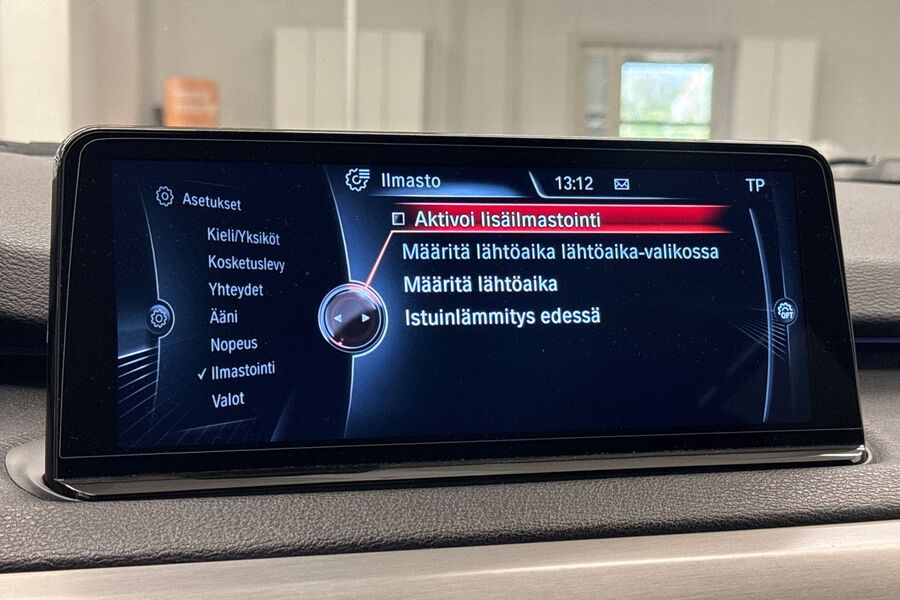 Asetukset
Kieli/Yksiköt
Kosketuslevy
Yhteydet
Ääni
Nopeus
✓ Ilmastointi
Valot
Ilmasto
13:12
TP
Aktivoi lisäilmastointi
Määritä lähtöaika lähtöaika-valikossa
Määritä lähtöaika
Istuinlämmitys edessä
OPT